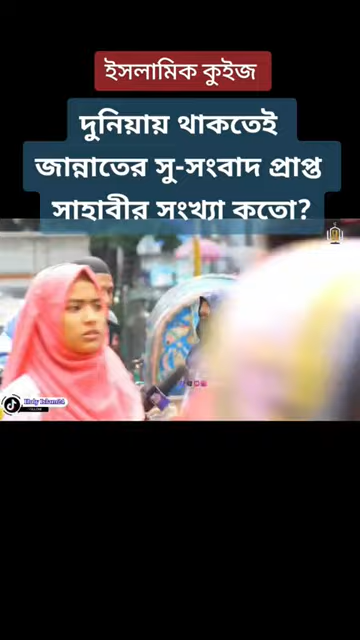 ইসলামিক কুইজ
দুনিয়ায় থাকতেই
জান্নাতের সু-সংবাদ প্রাপ্ত
সাহাবীর সংখ্যা কতো?